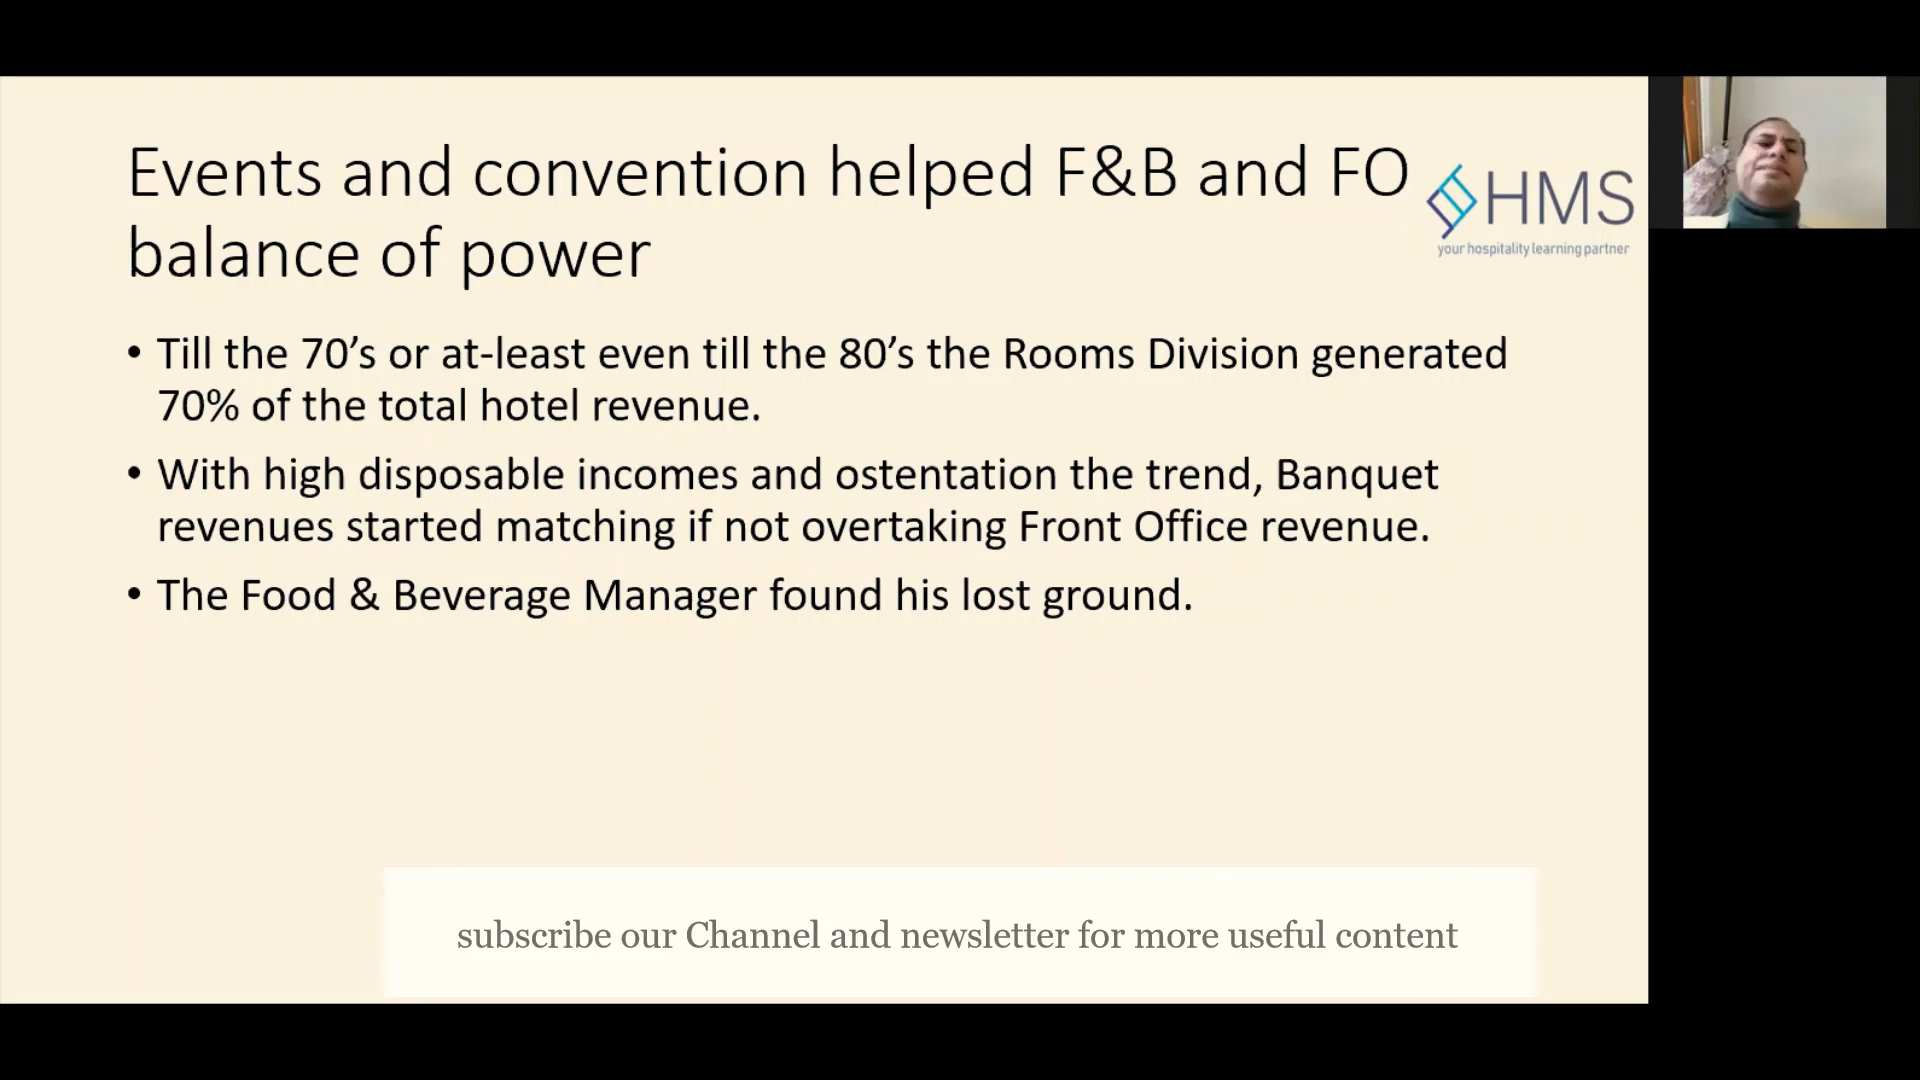 Events and convention helped F&B and FO
balance of power
HMS
your hospitality learning partner
• Till the 70’s or at-least even till the 80’s the Rooms Division generated
70% of the total hotel revenue.
• With high disposable incomes and ostentation the trend, Banquet
revenues started matching if not overtaking Front Office revenue.
• The Food & Beverage Manager found his lost ground.
subscribe our Channel and newsletter for more useful content